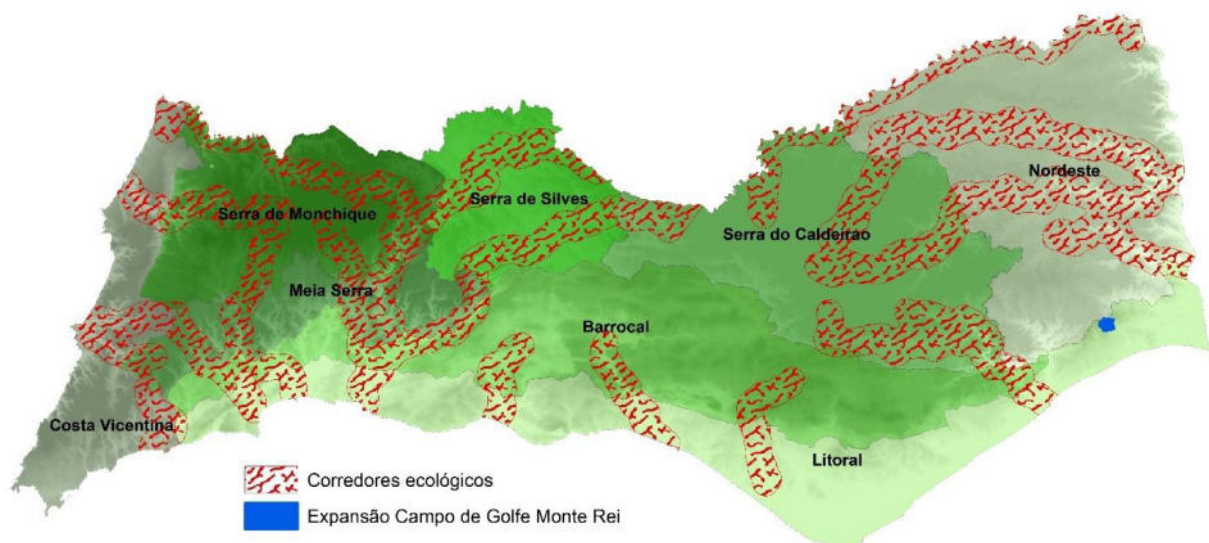 Nordeste
Serra de Silves
Serra de Monchique
Serra do Caldeirao
Meia Serra
Barrocal
Costa Vicentina
Litoral
Corredores ecológicos
Expansão Campo de Golfe Monte Rei